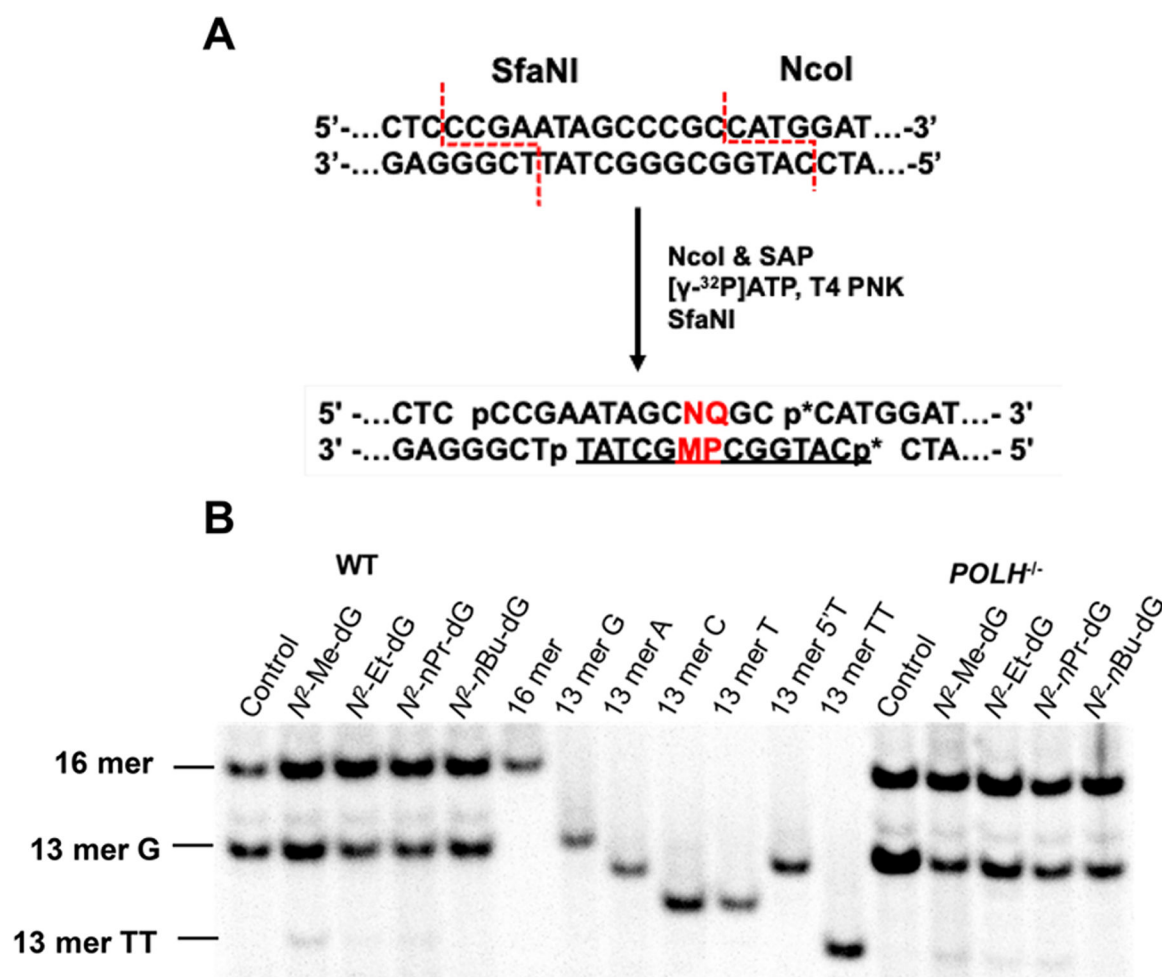 A
SfaNI NcoI
5’-...CTCCCGAATAGCCCGCCATGGAT...-3’
3’-...GAGGGCTTATCGGGCGGTACCTA...-5’
NcoI & SAP
[γ-³²P]ATP, T4 PNK
SfaNI
5' -...CTC pCCGAATAGCNQGC p*CATGGAT...- 3'
3' -...GAGGGCTp TATCGMPCGGTACp* CTA...- 5'
B
WT POLH-/-
Control N²-Me-dG N²-Et-dG N²-nPr-dG N²-nBu-dG 16 mer 13 mer G 13 mer A 13 mer C 13 mer T 13 mer 5'T 13 mer TT Control N²-Me-dG N²-Et-dG N²-nPr-dG N²-nBu-dG
16 mer
13 mer G
13 mer TT